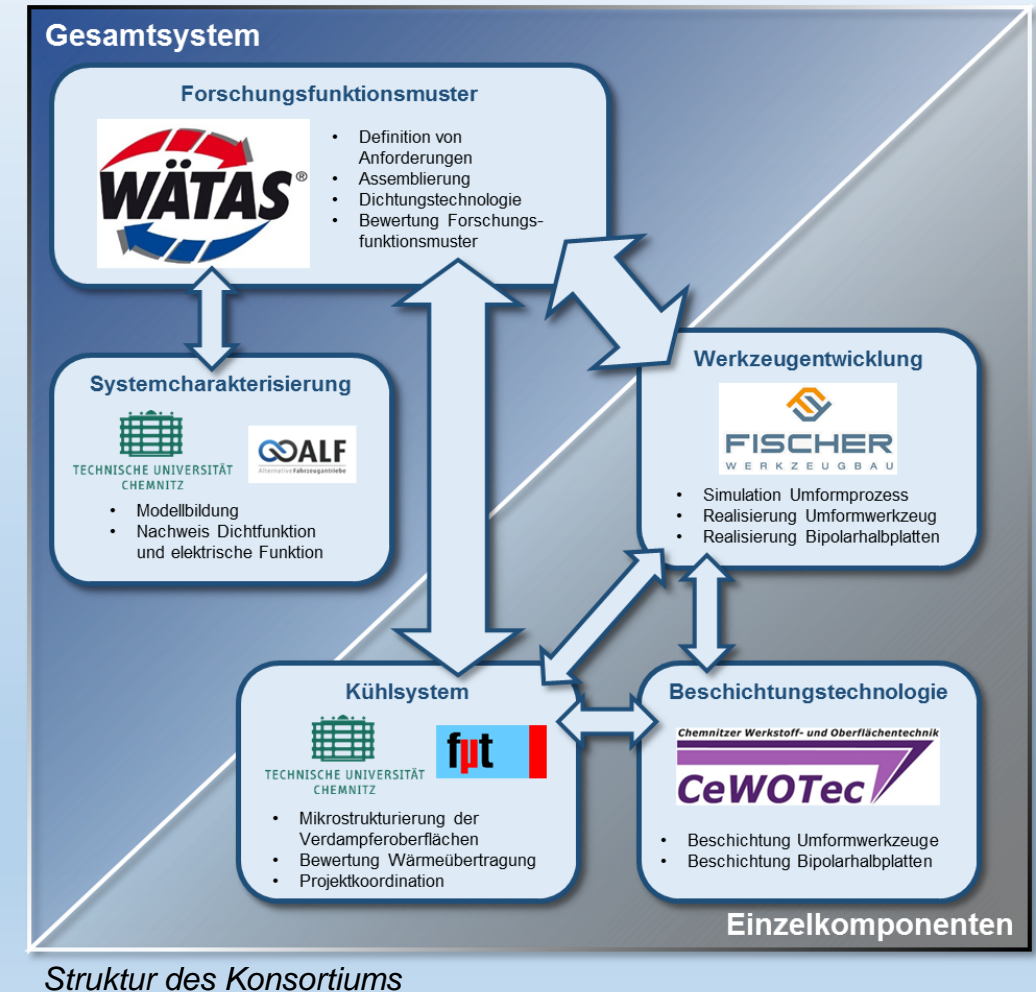 Gesamtsystem
Forschungsfunktionsmuster
WÄTAS®
• Definition von
Anforderungen
• Assemblierung
• Dichtungstechnologie
• Bewertung Forschungs-
funktionsmuster
Systemcharakterisierung
TECHNISCHE UNIVERSITÄT
CHEMNITZ
ALF
Alternative Fahrzeugantriebe
• Modellbildung
• Nachweis Dichtfunktion
und elektrische Funktion
Werkzeugentwicklung
FISCHER
WERKZEUGBAU
• Simulation Umformprozess
• Realisierung Umformwerkzeug
• Realisierung Bipolarhalbplatten
Kühlsystem
TECHNISCHE UNIVERSITÄT
CHEMNITZ
fµt
• Mikrostrukturierung der
Verdampferoberflächen
• Bewertung Wärmeübertragung
• Projektkoordination
Beschichtungstechnologie
Chemnitzer Werkstoff- und Oberflächentechnik
CeWOTec
• Beschichtung Umformwerkzeuge
• Beschichtung Bipolarhalbplatten
Einzelkomponenten
Struktur des Konsortiums